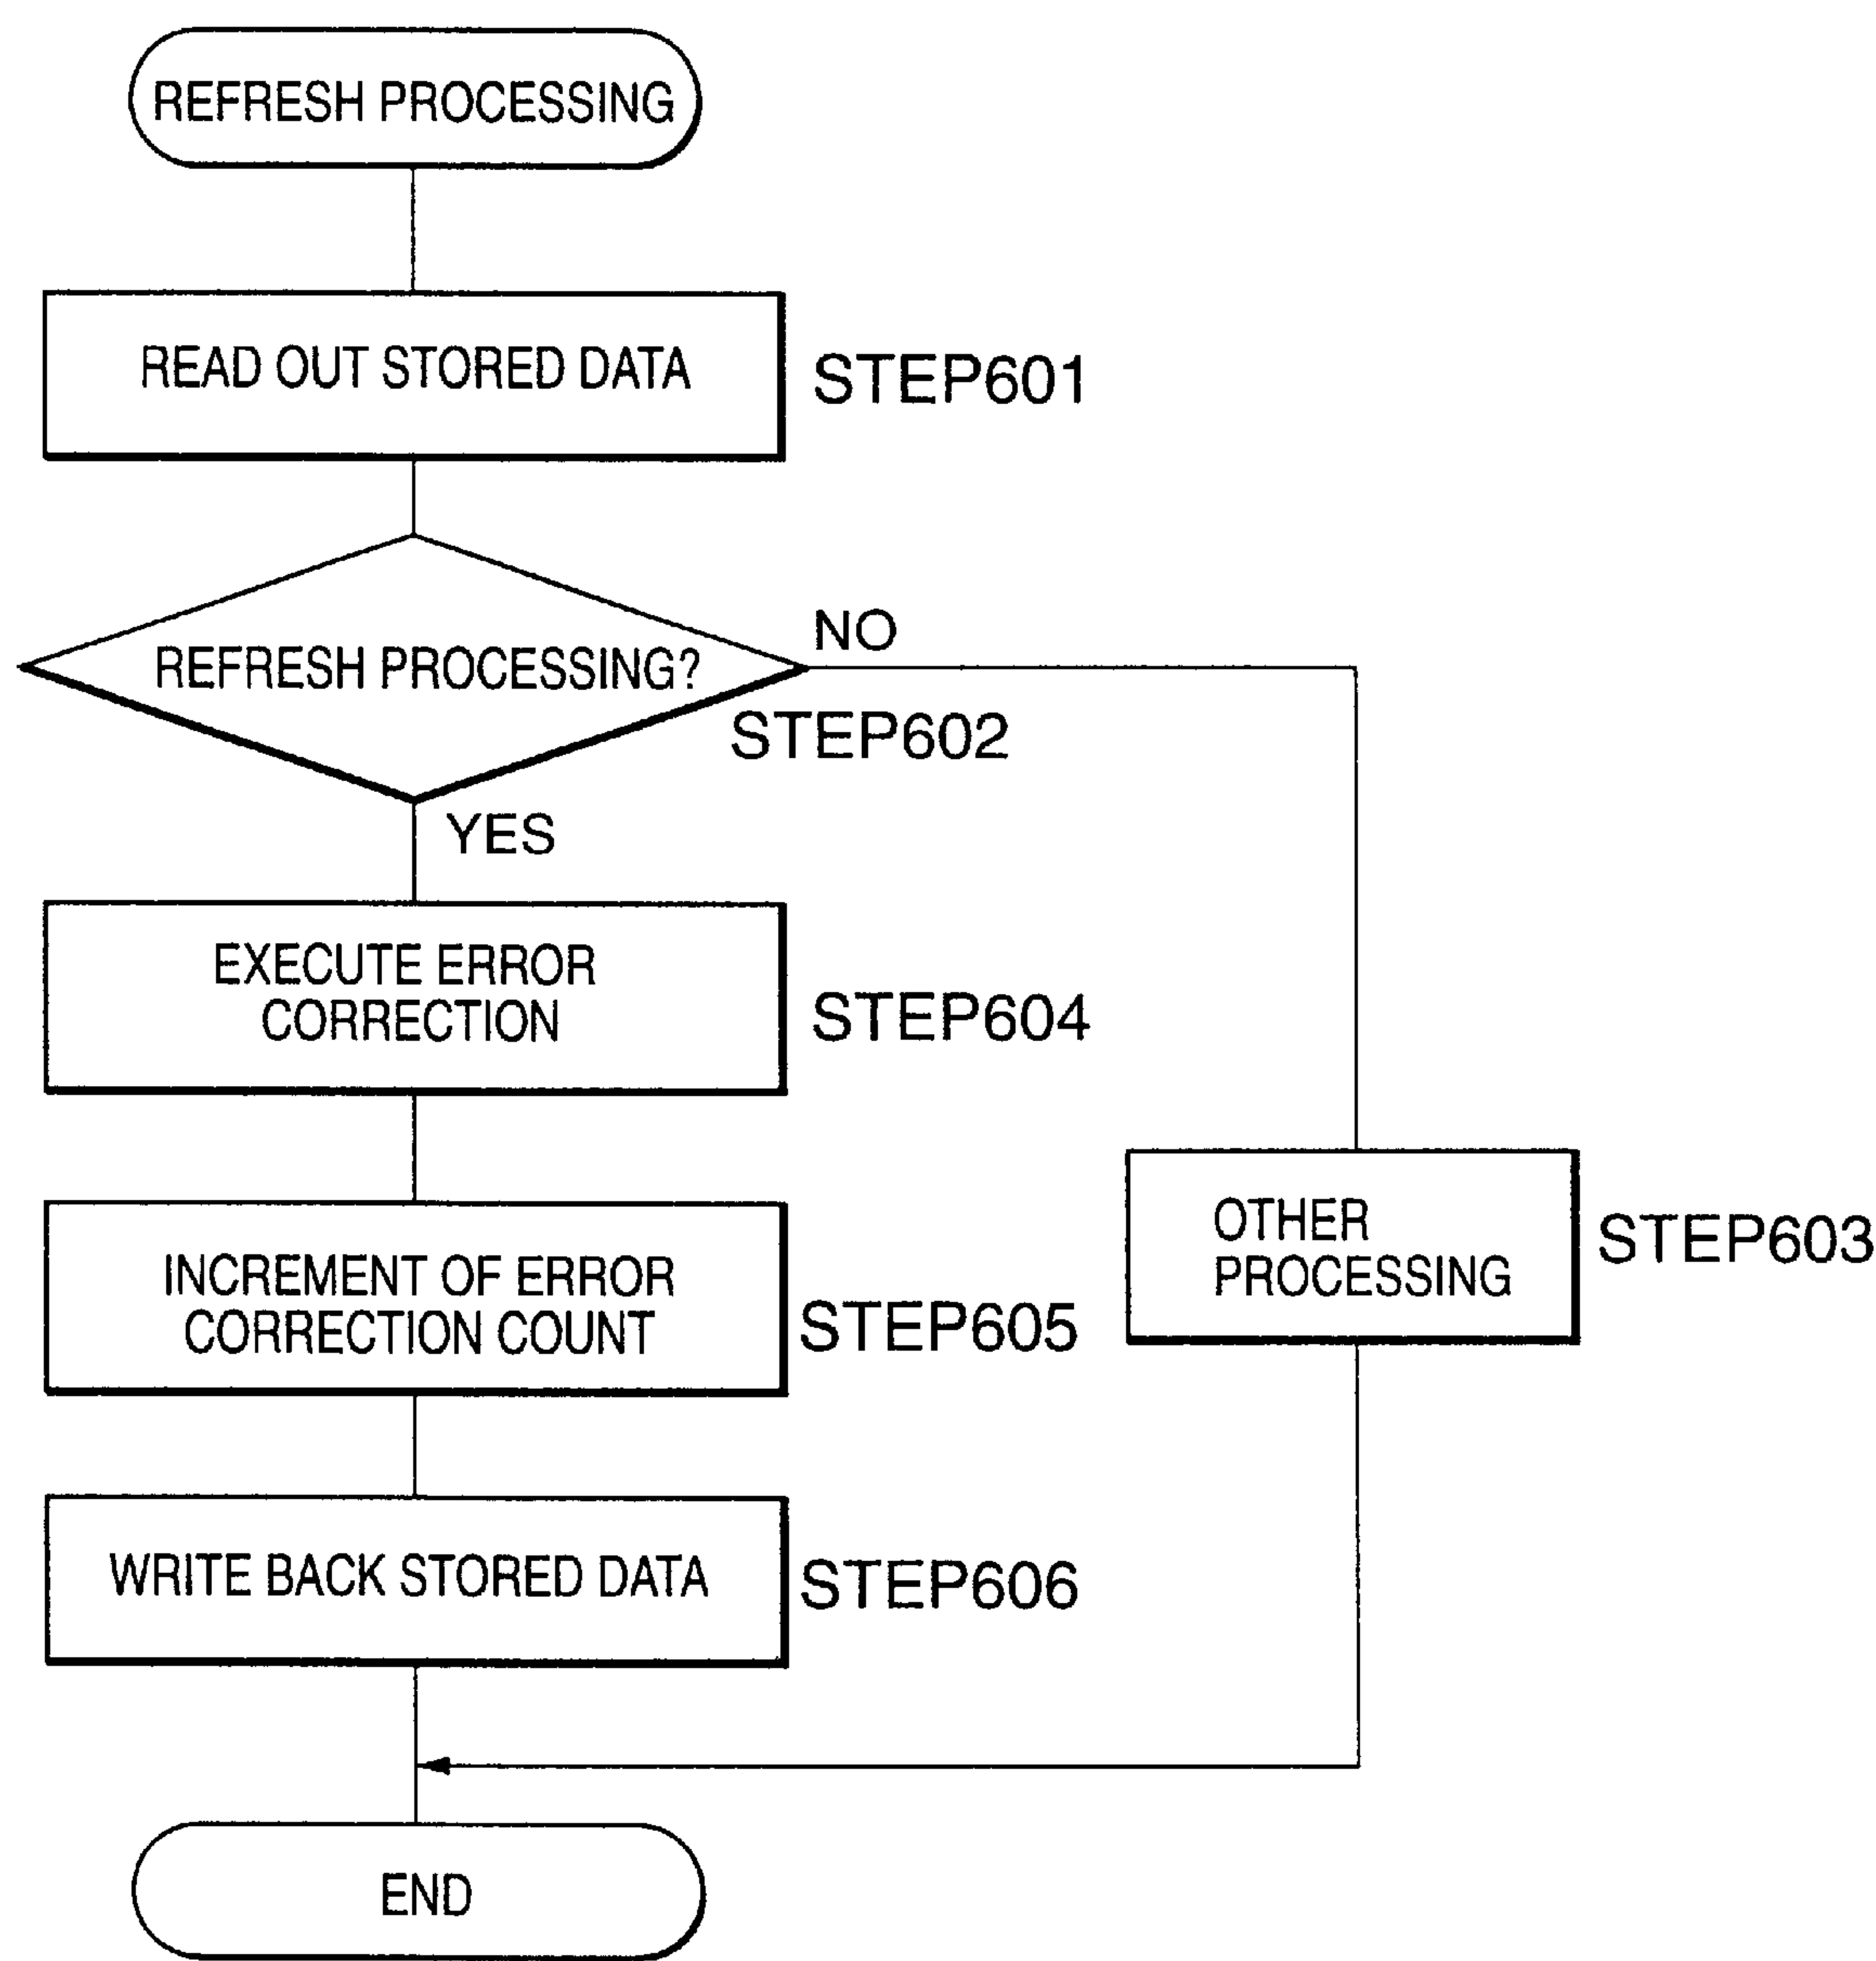 REFRESH PROCESSING
READ OUT STORED DATA
STEP601
REFRESH PROCESSING?
NO
STEP602
YES
EXECUTE ERROR
CORRECTION
STEP604
OTHER
PROCESSING
STEP603
INCREMENT OF ERROR
CORRECTION COUNT
STEP605
WRITE BACK STORED DATA
STEP606
END